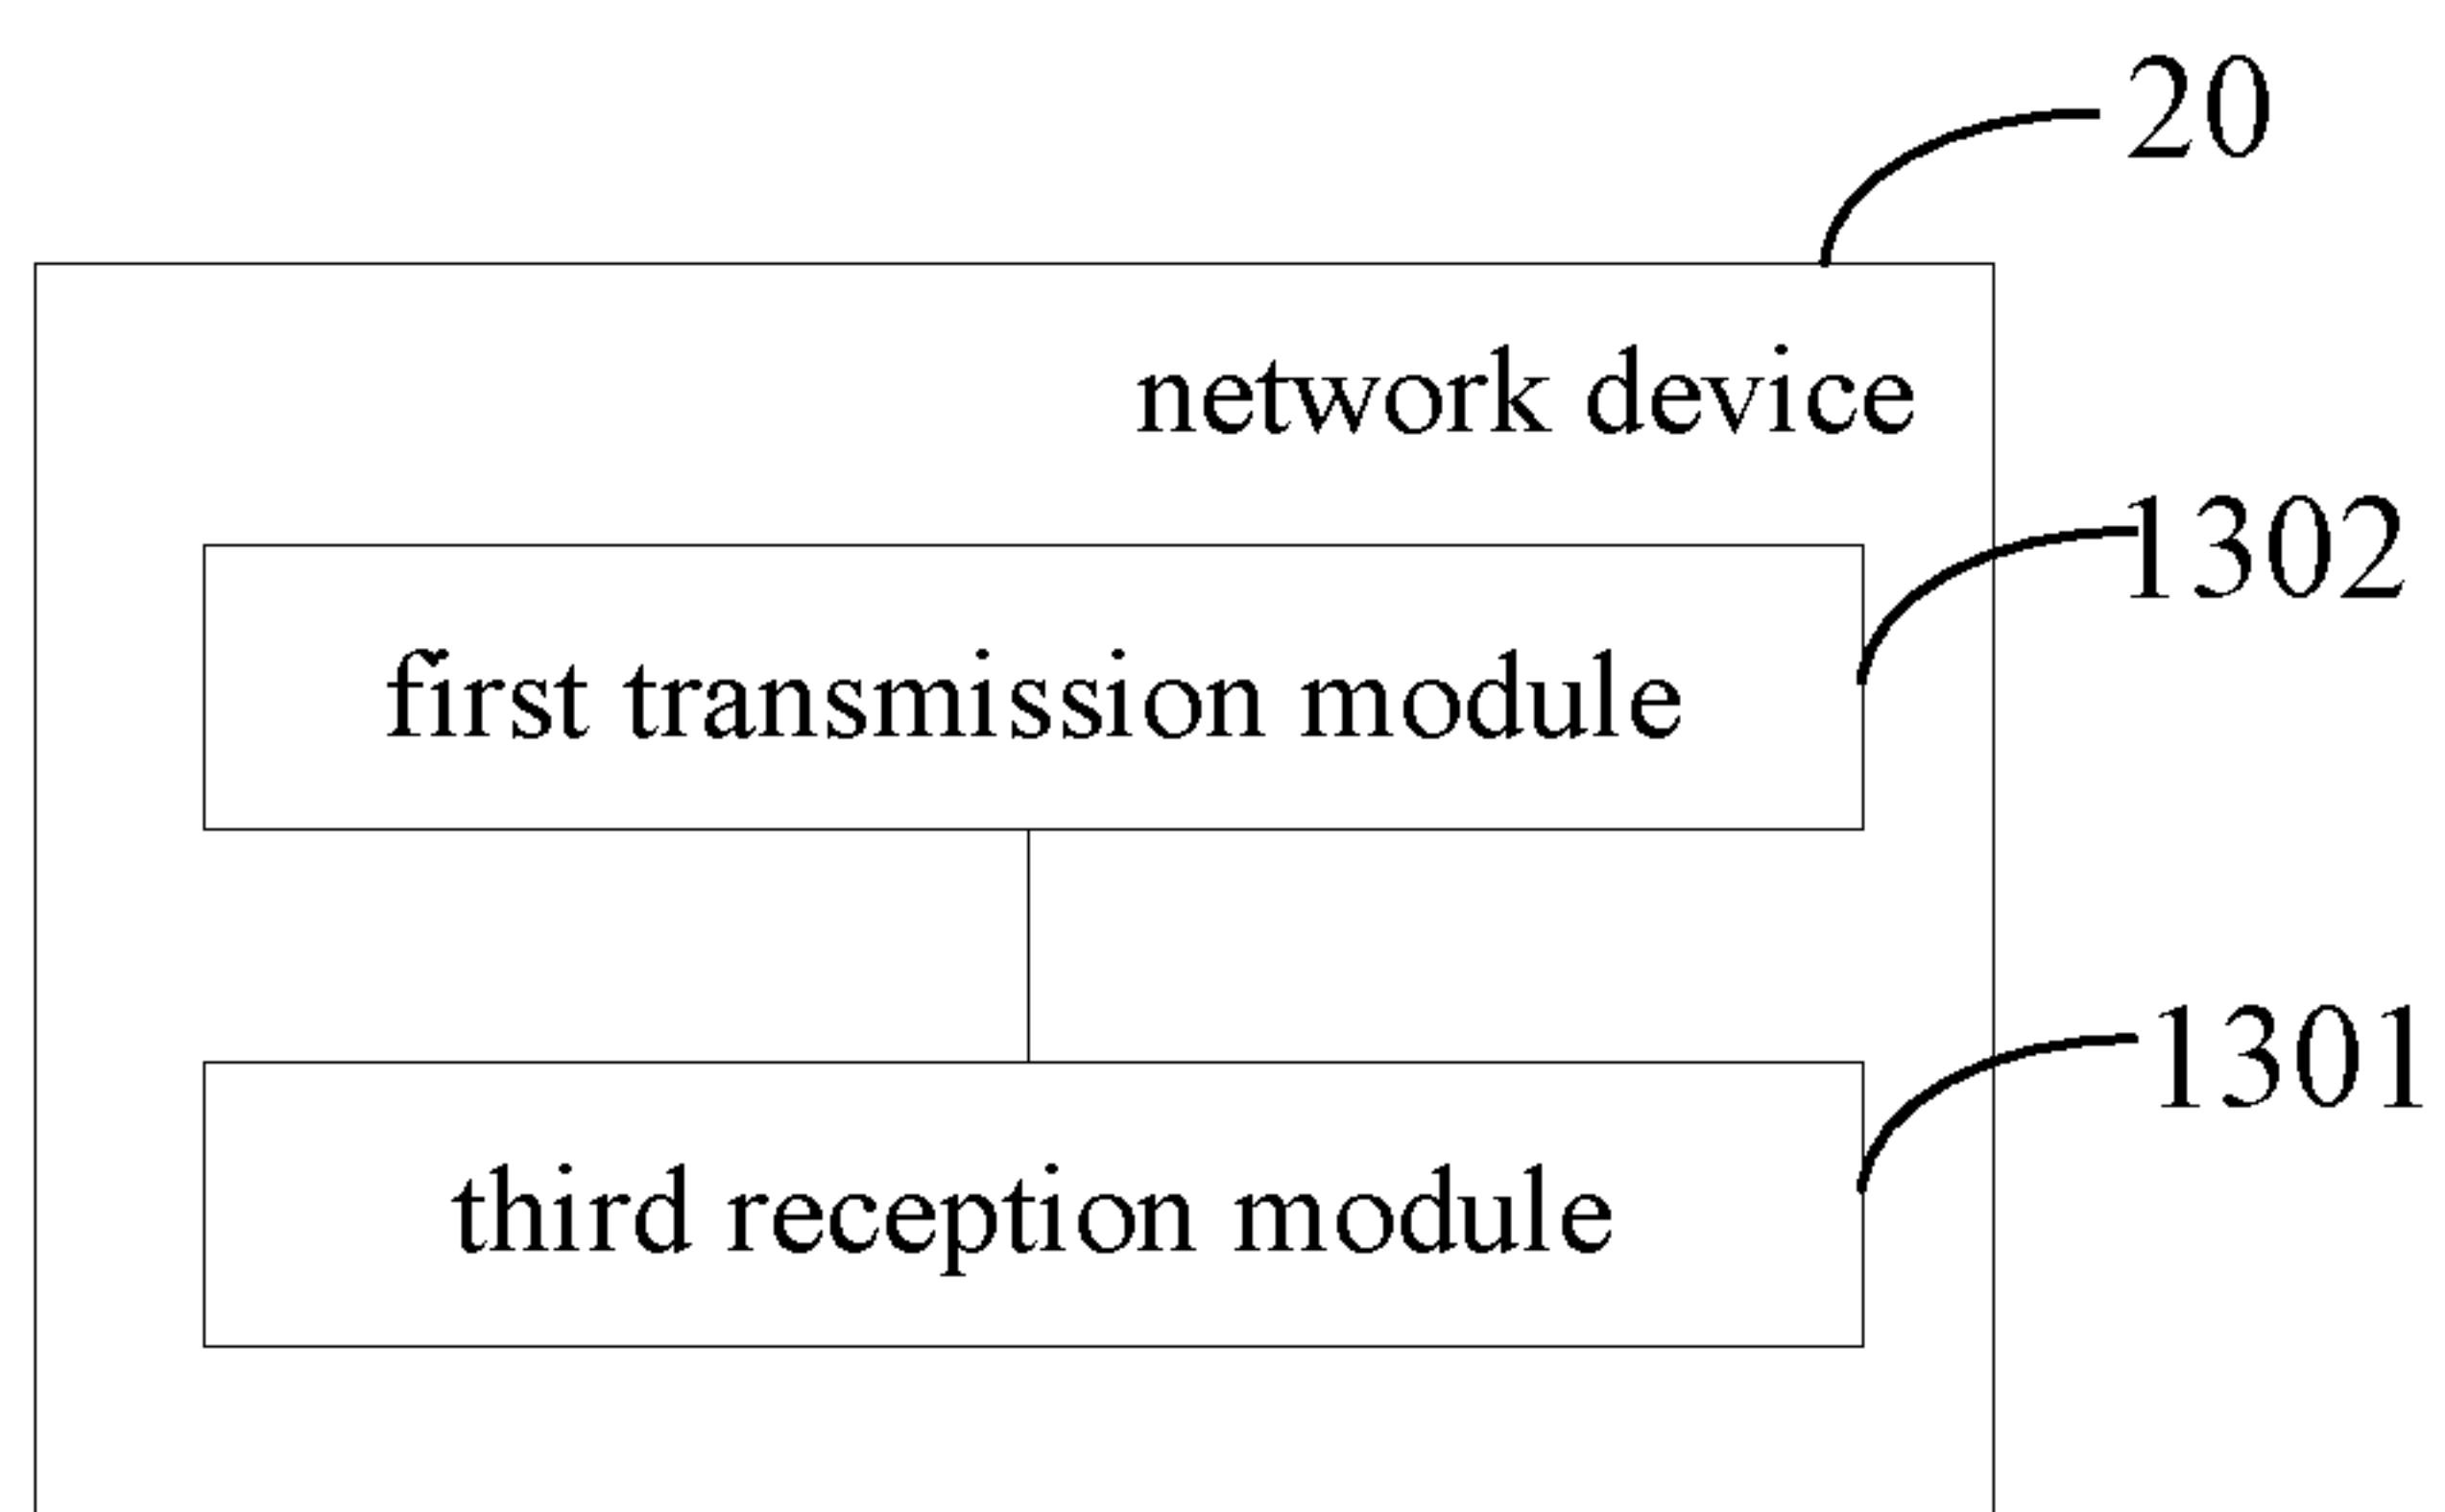 20
network device
1302
first transmission module
1301
third reception module